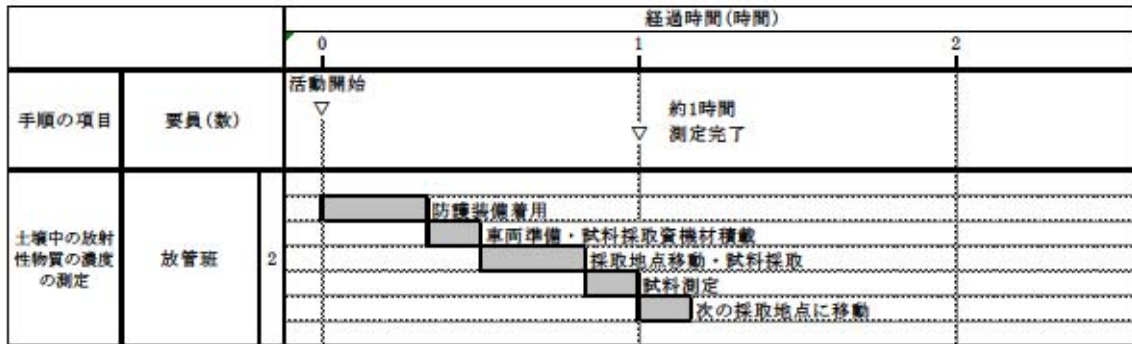 経過時間(時間)
0 1 2
手順の項目 要員(数)
活動開始
▽
約1時間
▽ 測定完了
土壌中の放射
性物質の濃度
の測定
放管班 2
防護装備着用
車両準備・試料採取資機材積載
採取地点移動・試料採取
試料測定
次の採取地点に移動